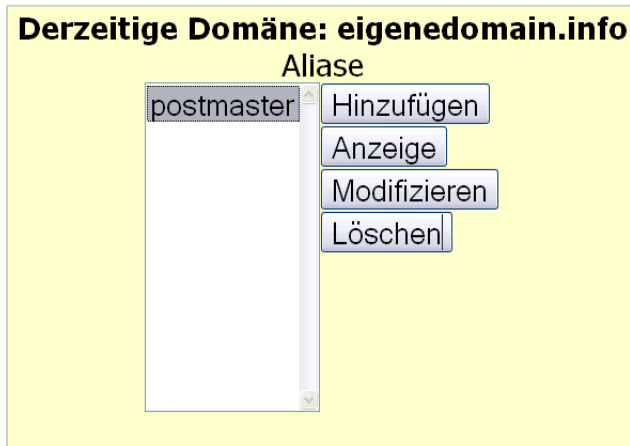 Derzeitige Domäne: eigenedomain.info
Aliase
postmaster
Hinzufügen
Anzeige
Modifizieren
Löschen